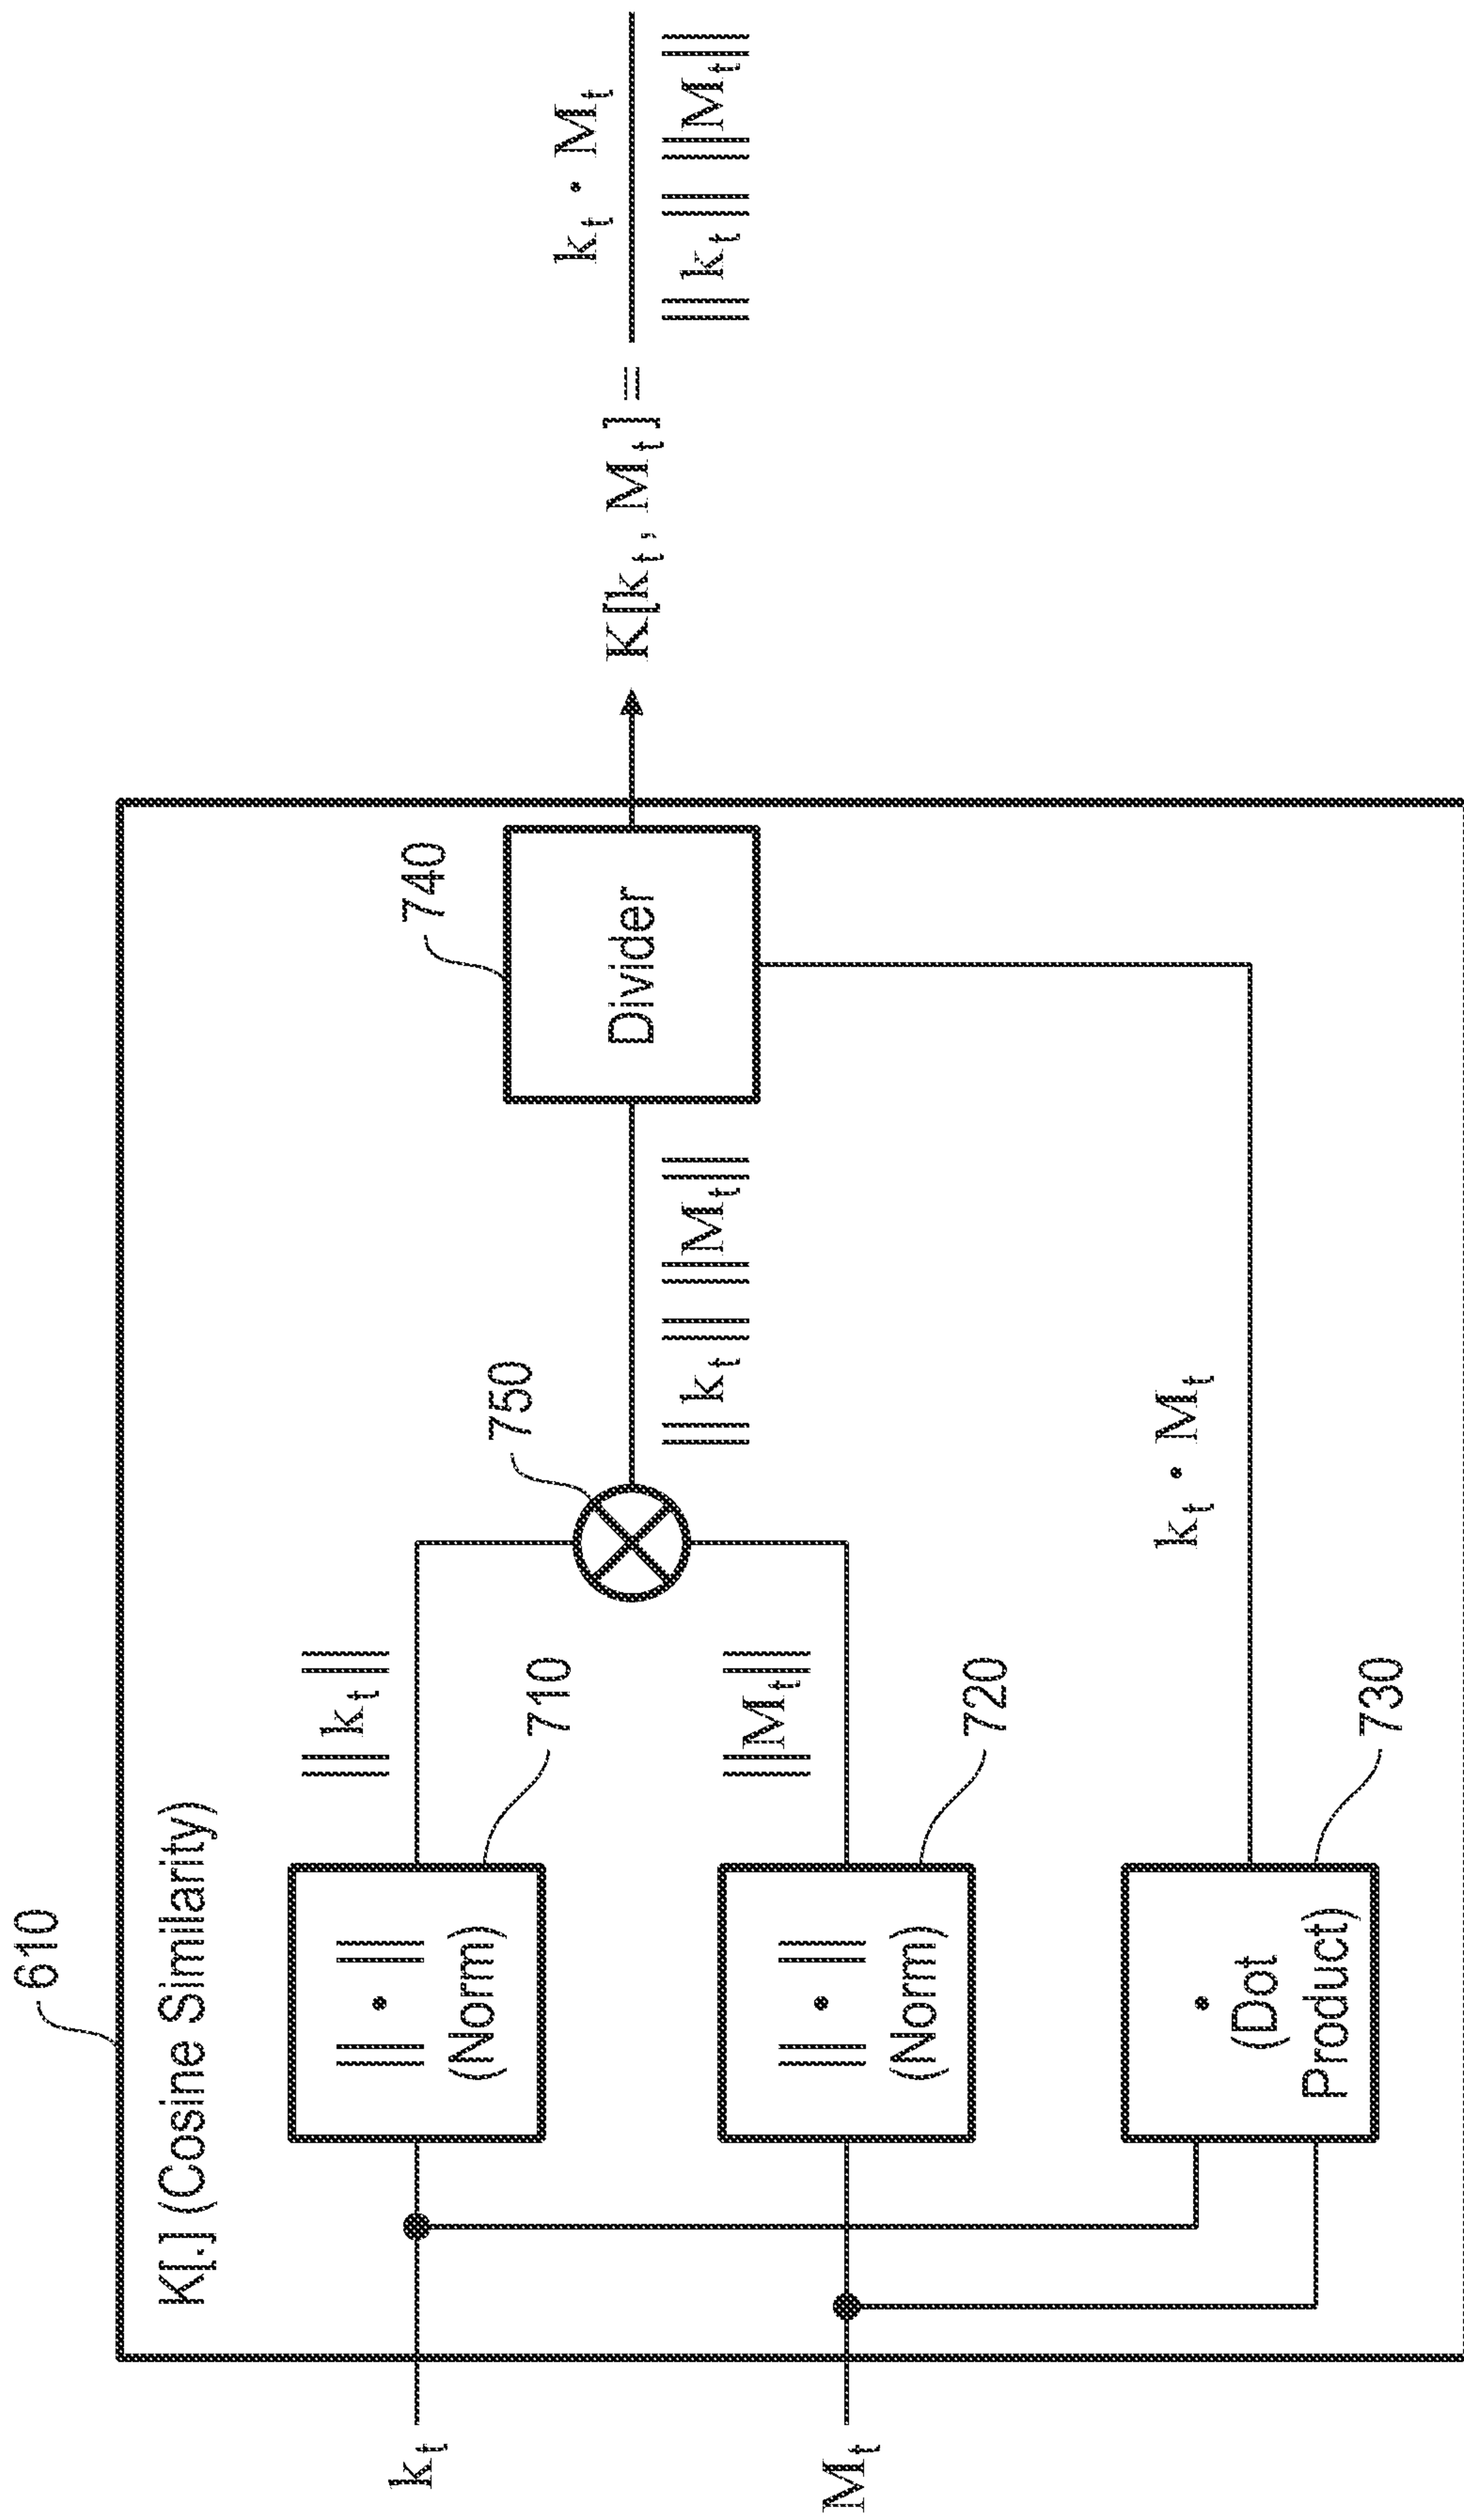 610
K[.] (Cosine Similarity)
k_t
M_t
|| • ||
(Norm)
710
|| k_t ||
|| • ||
(Norm)
720
||M_t||
•
(Dot
Product)
730
k_t • M_t
750
|| k_t || ||M_t||
740
Divider
K[k_t, M_t] =
k_t • M_t
|| k_t || ||M_t||